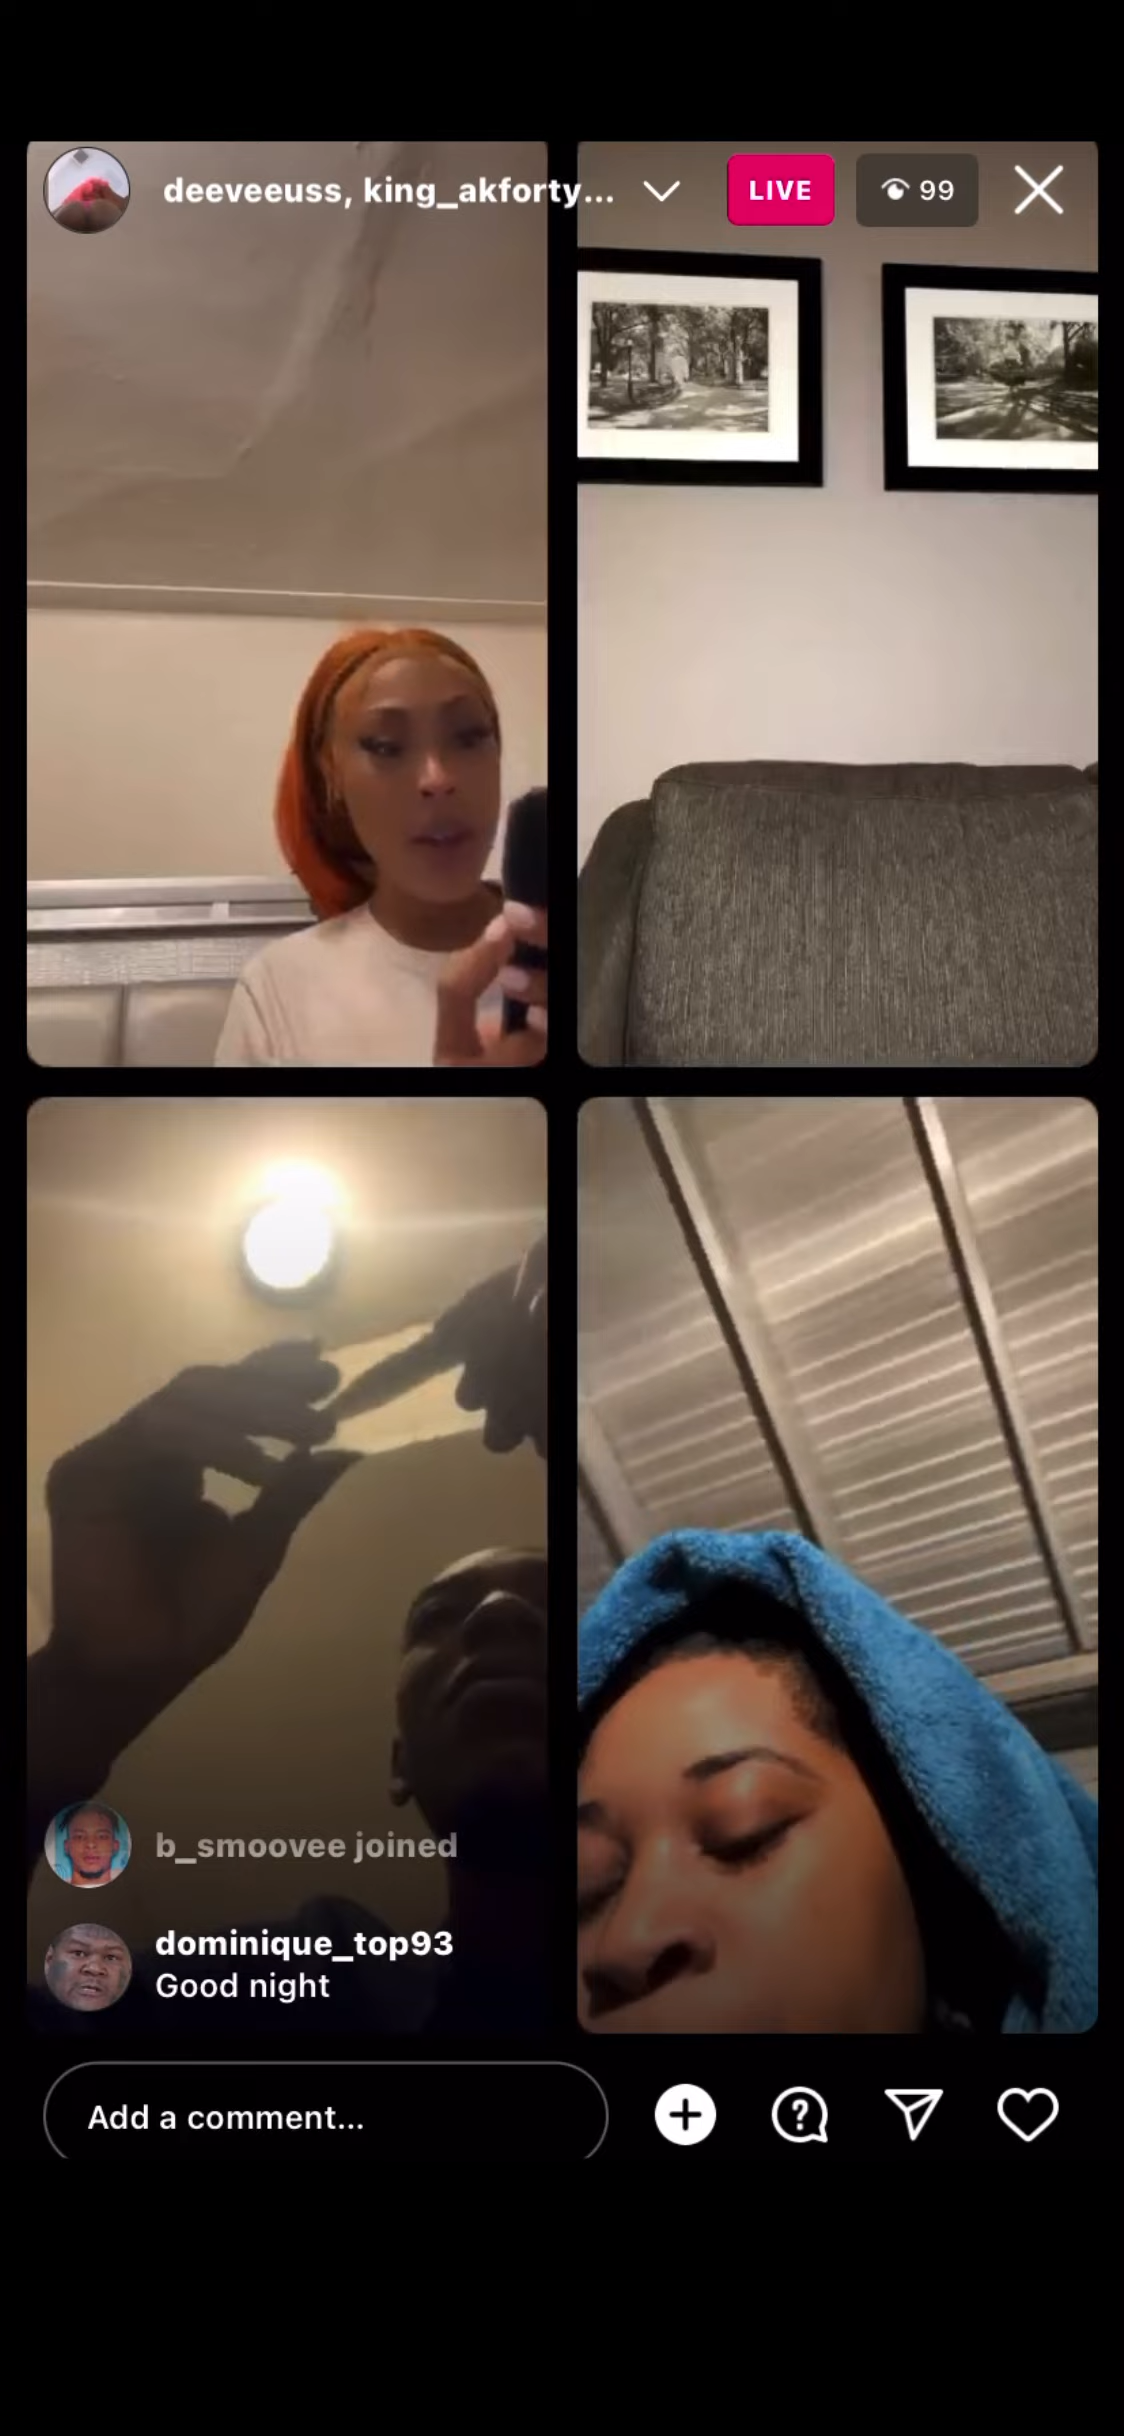 deeveeuss, king_akforty...
LIVE
99
b_smoovee joined
dominique_top93
Good night
Add a comment...